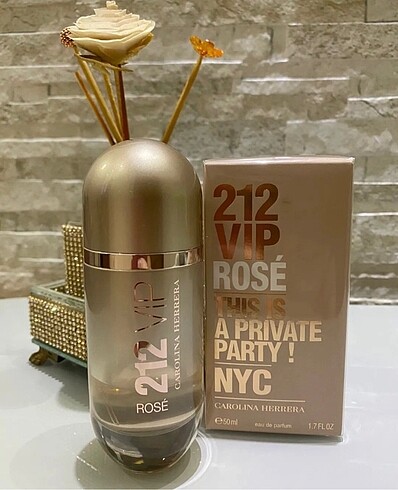 212 VIP
CAROLINA HERRERA
ROSÉ
212
VIP
ROSÉ
THIS IS
A PRIVATE
PARTY !
NYC
CAROLINA HERRERA
℮50ml eau de parfum 1.7 FL OZ